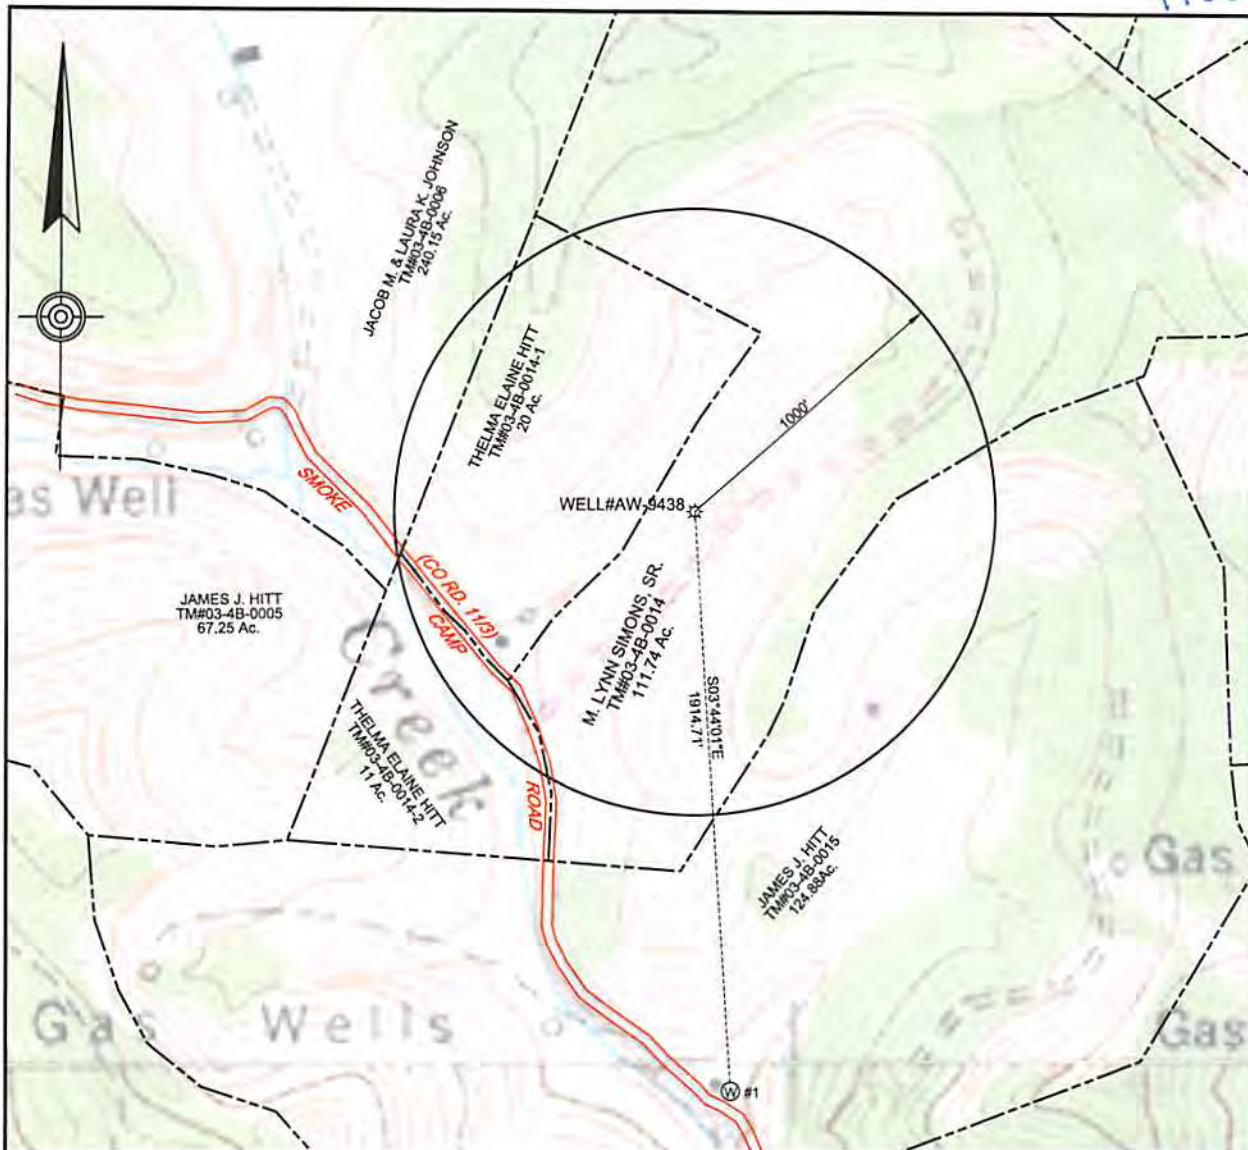 JACOB M. & LAURA K. JOHNSON
TM#03-4B-0006
240.15 Ac.
THELMA ELAINE HITT
TM#03-4B-0014-1
20 Ac.
1000'
SMOKE
Gas Well
WELL#AW-9438
(CO RD. 11/3)
CAMP
JAMES J. HITT
TM#03-4B-0005
67.25 Ac.
Creek
M. LYNN SIMONS, SR.
TM#03-4B-0014
111.74 Ac.
S03°44'01"E
1914.71'
THELMA ELAINE HITT
TM#03-4B-0014-2
11 Ac.
ROAD
JAMES J. HITT
TM#03-4B-0015
124.88Ac.
Gas
Gas Wells
Gas
W #1